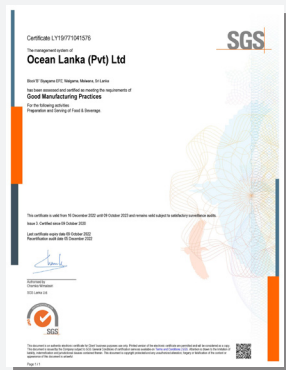 Certificate LY19/771041576
SGS
The management system of
Ocean Lanka (Pvt) Ltd
Biyagama EPZ, Walgama, Malwana, Sri Lanka
has been assessed and certified as meeting the requirements of
Good Manufacturing Practices
For the following activities
Preparation and Serving of Food & Beverage.
This certificate is valid from 16 December 2022 until 09 October 2023 and remains valid subject to satisfactory surveillance audits.
Issue 2. Certified since 09 October 2020
Last certificate expiry date 09 October 2022
Recertification audit date 05 December 2022
Authorised by
SGS Lanka Ltd
SGS
Page 1 / 1